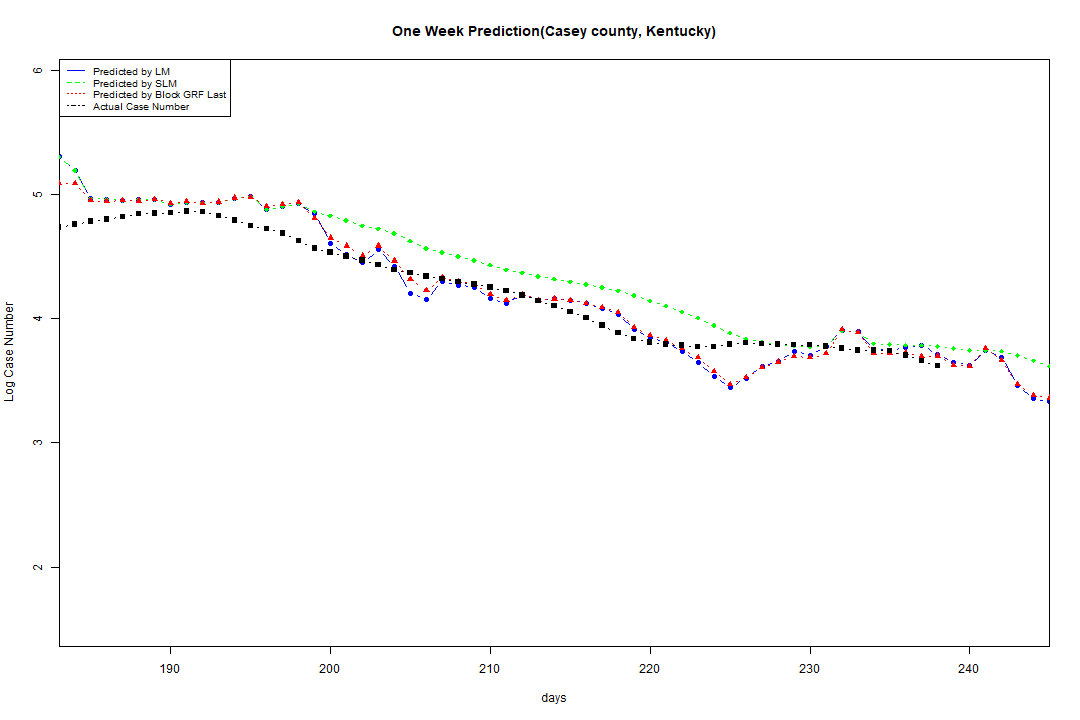 One Week Prediction(Casey county, Kentucky)
Predicted by LM
Predicted by SLM
Predicted by Block GRF Last
Actual Case Number
Log Case Number
6
5
4
3
2
190 200 210 220 230 240
days